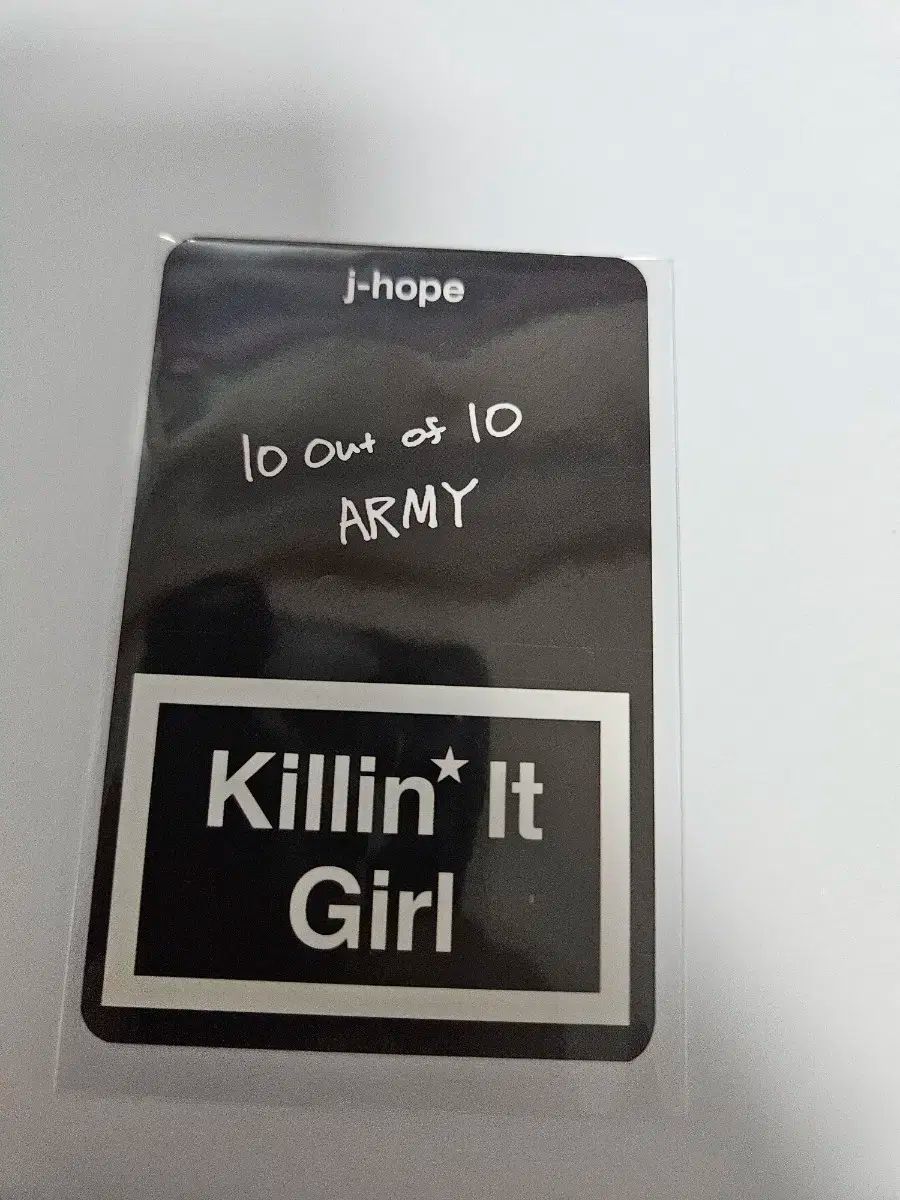 j-hope
10 out of 10
ARMY
Killin★ It
Girl